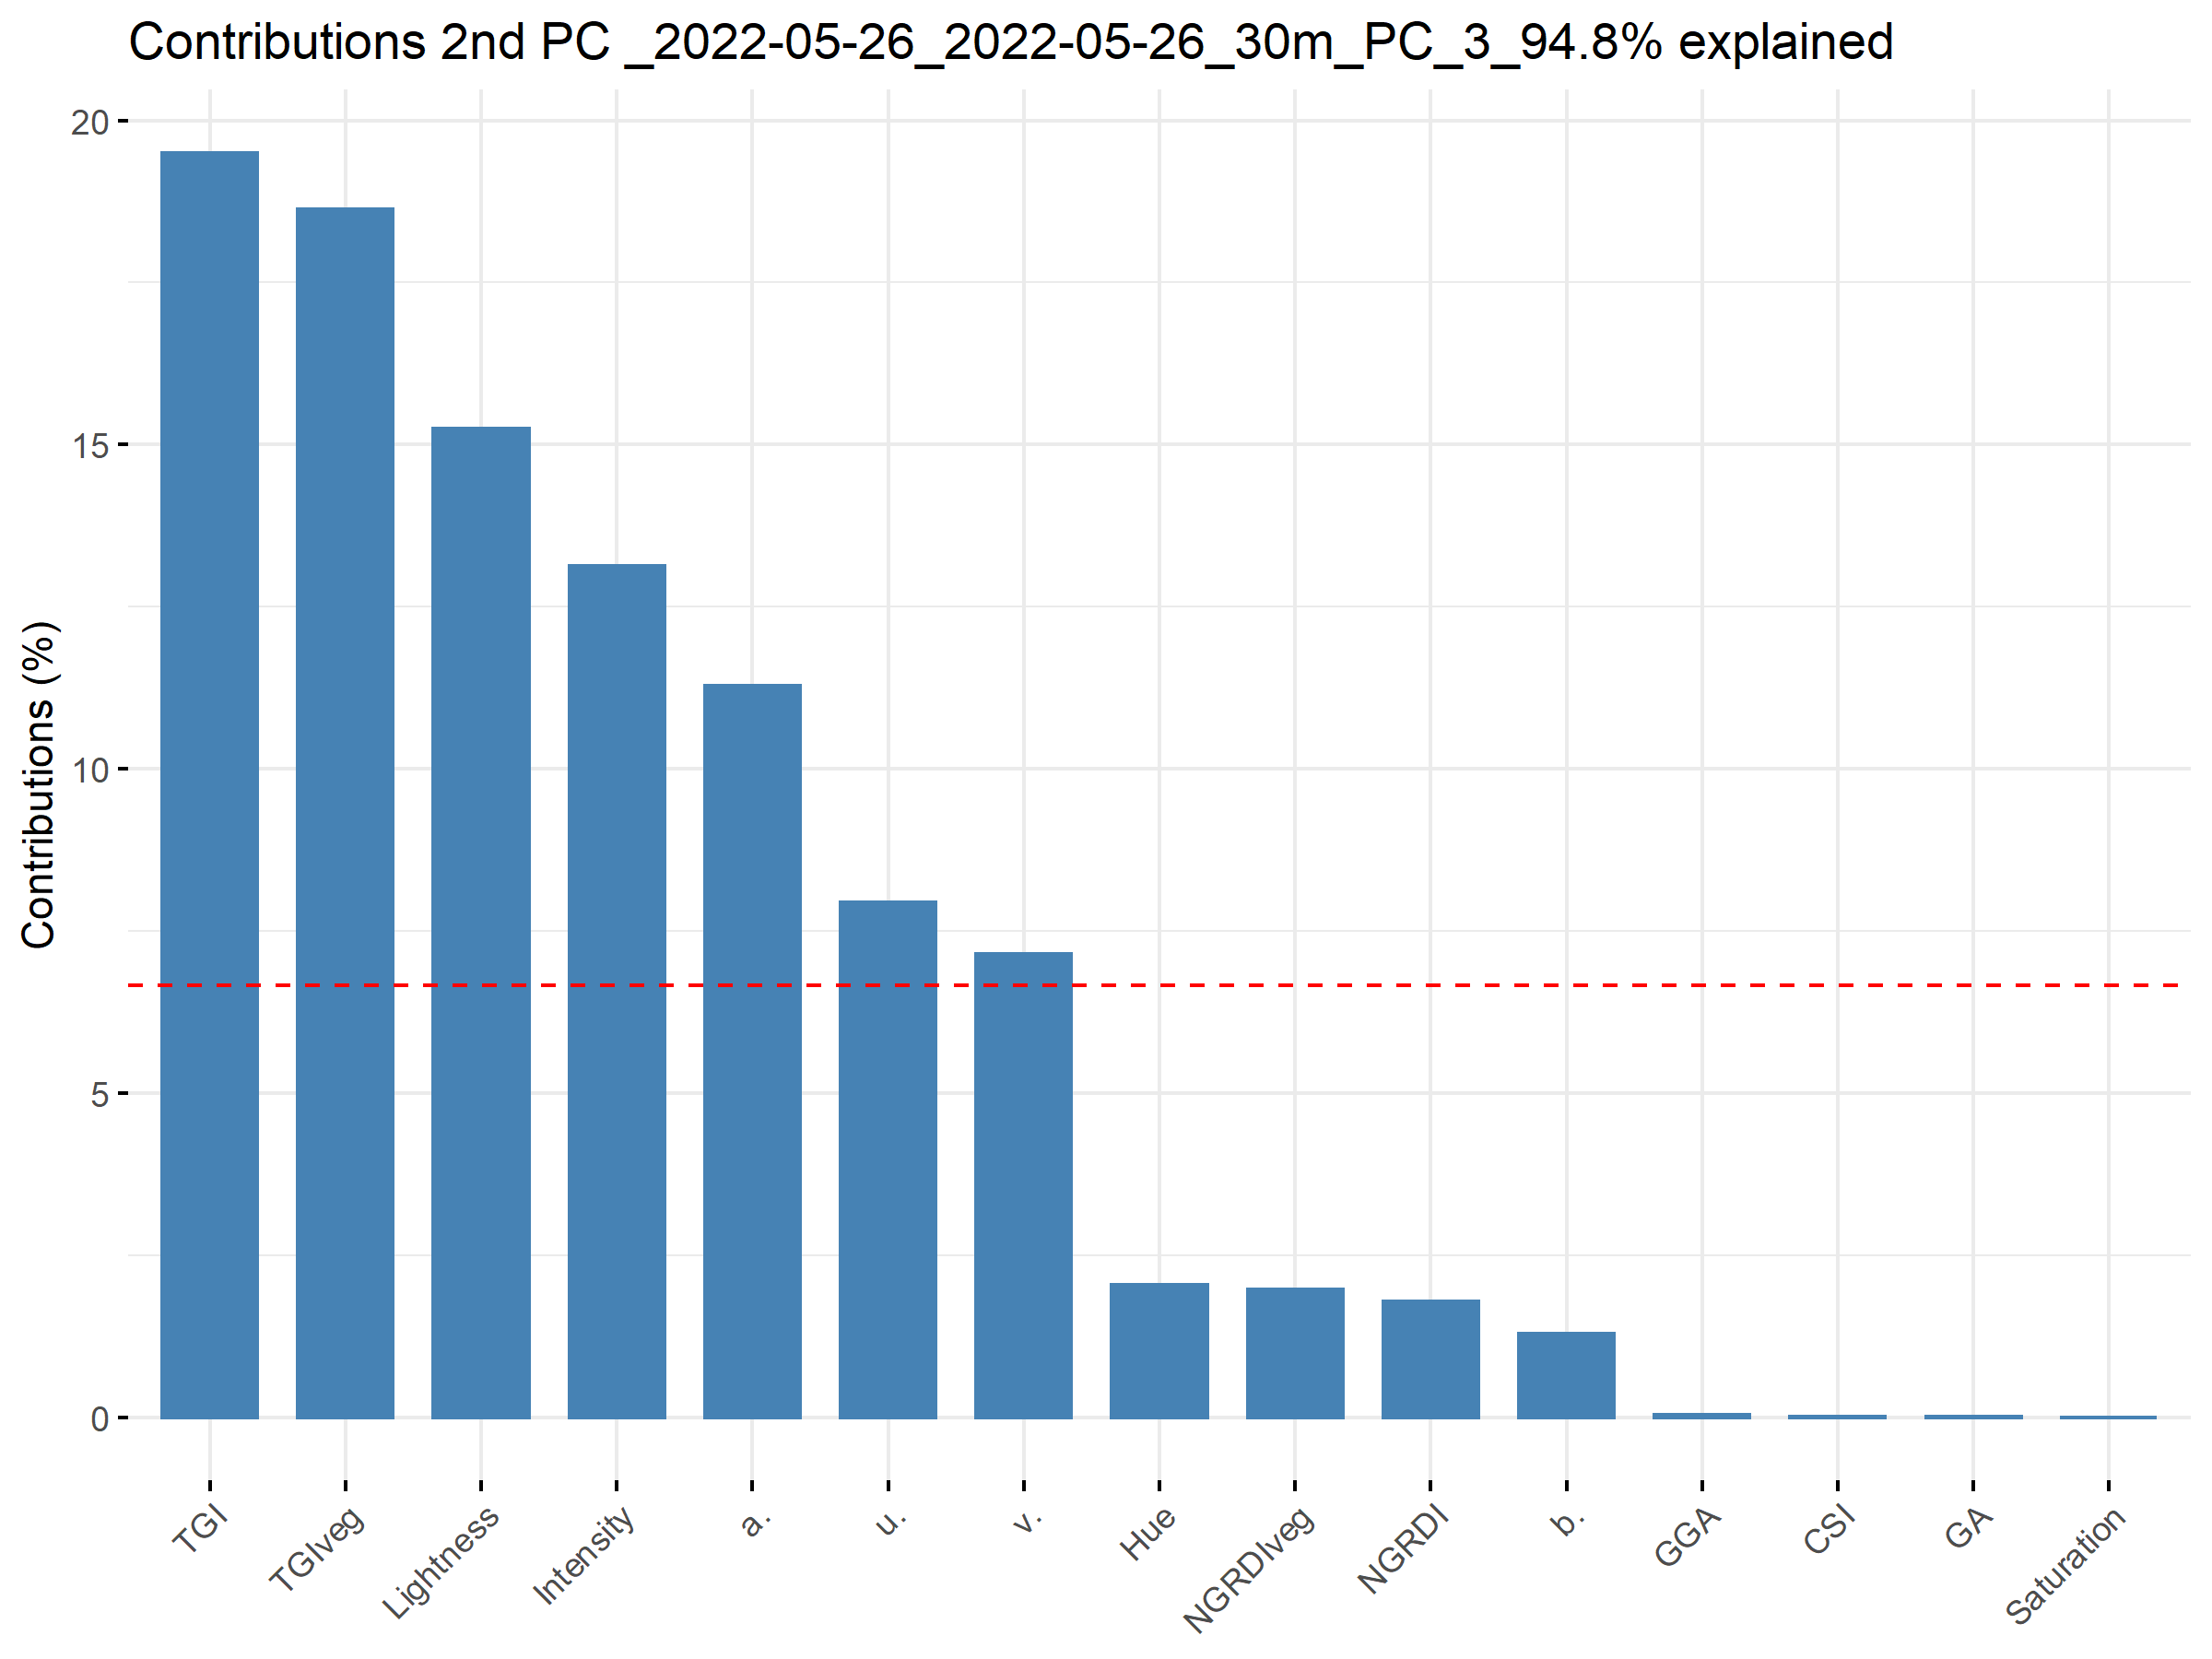 Contributions 2nd PC _2022-05-26_2022-05-26_30m_PC_3_94.8% explained
Contributions (%)
20
15
10
5
0
TGI
TGIveg
Lightness
Intensity
a.
u.
v.
Hue
NGRDIveg
NGRDI
b.
GGA
CSI
GA
Saturation